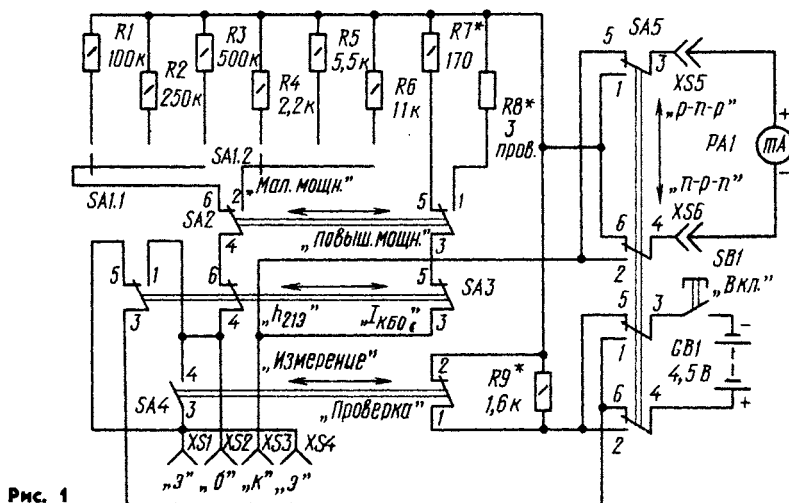 R1
100к
R2
250к
R3
500к
R4
2,2к
R5
5,5к
R6
11к
R7*
170
R8*
3
пров.
SA5
5
3
1
XS5
„p-n-p"
PA1
+
mA
–
„n-p-n"
6
4
2
XS6
SA1.1
SA1.2
2
„Мал. мощн."
6
SA2
4
„Повыш. мощн."
5
1
3
5
1
3
6
4
„h21э"
„Iкбо"
5
SA3
3
SB1
„Вкл."
5
3
1
GB1
4,5 В
–
+
6
4
2
„Измерение"
4
SA4
3
„Проверка"
2
1
R9*
1,6к
XS1
XS2
XS3
XS4
„э"
„б"
„к"
„э"
Рис. 1